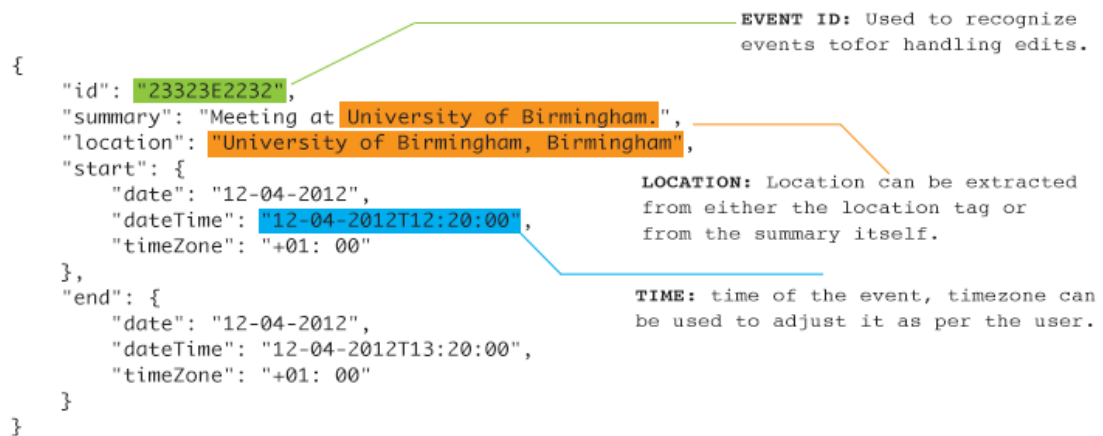 {
"id": "23323E2232",
"summary": "Meeting at University of Birmingham.",
"location": "University of Birmingham, Birmingham",
"start": {
"date": "12-04-2012",
"dateTime": "12-04-2012T12:20:00",
"timeZone": "+01: 00"
},
"end": {
"date": "12-04-2012",
"dateTime": "12-04-2012T13:20:00",
"timeZone": "+01: 00"
}
}
EVENT ID: Used to recognize
events tofor handling edits.
LOCATION: Location can be extracted
from either the location tag or
from the summary itself.
TIME: time of the event, timezone can
be used to adjust it as per the user.